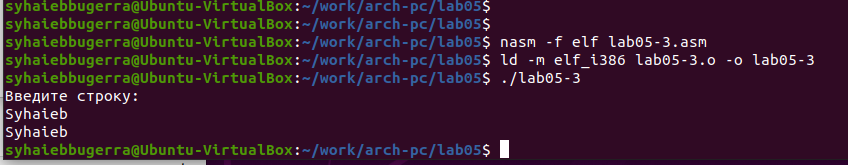 syhaiebbugerra@Ubuntu-VirtualBox:~/work/arch-pc/lab05$
syhaiebbugerra@Ubuntu-VirtualBox:~/work/arch-pc/lab05$
syhaiebbugerra@Ubuntu-VirtualBox:~/work/arch-pc/lab05$ nasm -f elf lab05-3.asm
syhaiebbugerra@Ubuntu-VirtualBox:~/work/arch-pc/lab05$ ld -m elf_i386 lab05-3.o -o lab05-3
syhaiebbugerra@Ubuntu-VirtualBox:~/work/arch-pc/lab05$ ./lab05-3
Введите строку:
Syhaieb
Syhaieb
syhaiebbugerra@Ubuntu-VirtualBox:~/work/arch-pc/lab05$